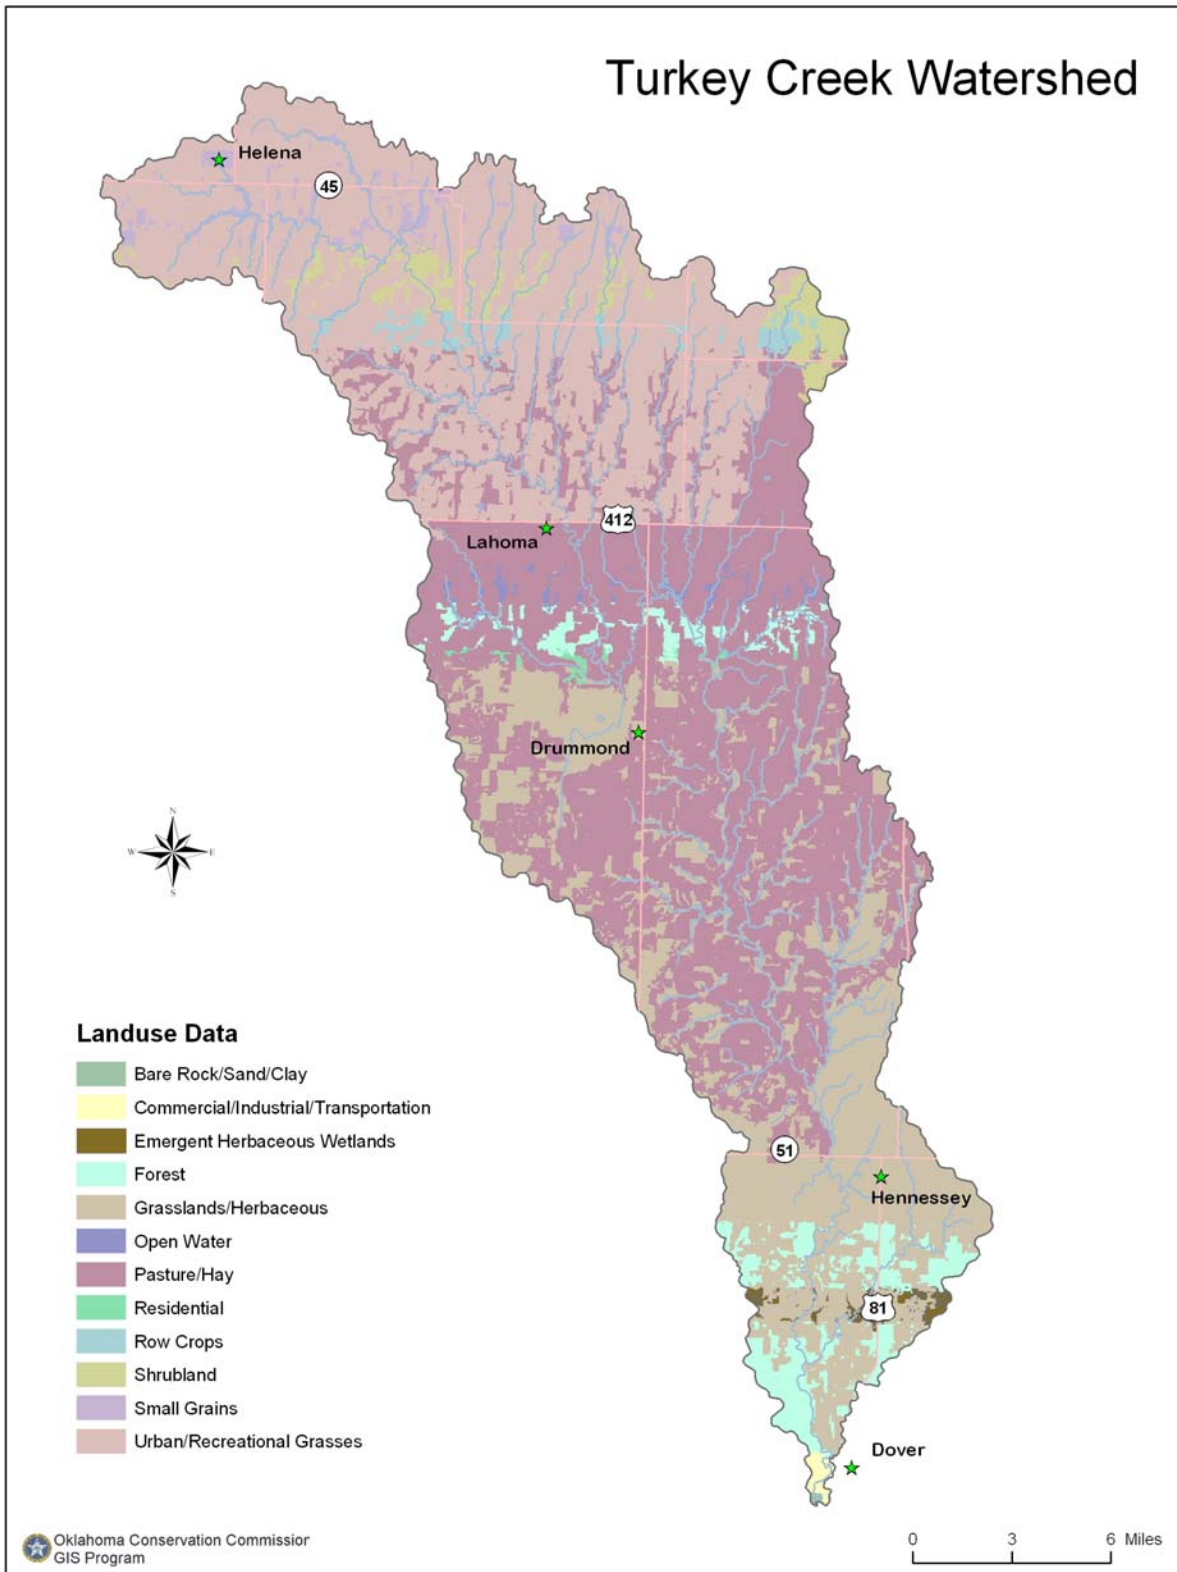 Turkey Creek Watershed
Helena
45
412
Lahoma
Drummond
N
W E
S
51
Hennessey
81
Dover
Landuse Data
Bare Rock/Sand/Clay
Commercial/Industrial/Transportation
Emergent Herbaceous Wetlands
Forest
Grasslands/Herbaceous
Open Water
Pasture/Hay
Residential
Row Crops
Shrubland
Small Grains
Urban/Recreational Grasses
Oklahoma Conservation Commission
GIS Program
0 3 6 Miles